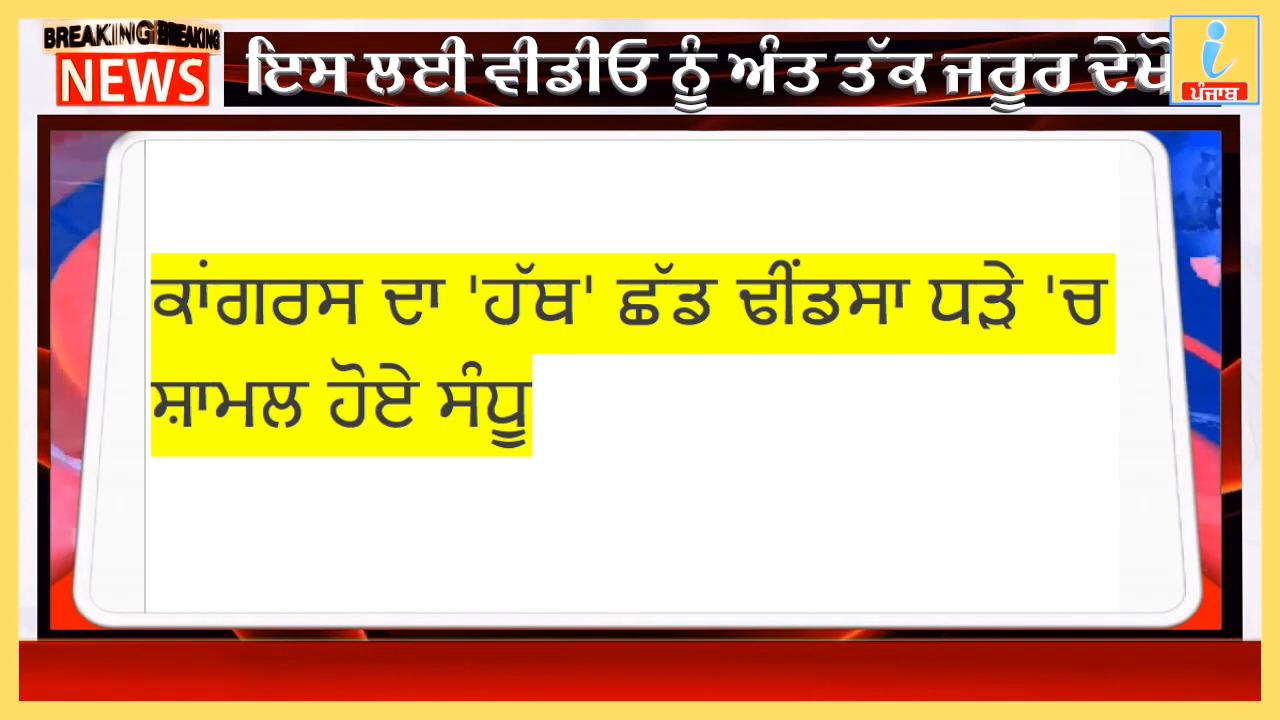 BREAKING BREAKING
NEWS
ਇਸ ਲਈ ਵੀਡੀਓ ਨੂੰ ਅੰਤ ਤੱਕ ਜਰੂਰ ਦੇਖੋ
i
ਪੰਜਾਬ
ਕਾਂਗਰਸ ਦਾ 'ਹੱਥ' ਛੱਡ ਢੀਂਡਸਾ ਧੜੇ 'ਚ
ਸ਼ਾਮਲ ਹੋਏ ਸੰਧੂ